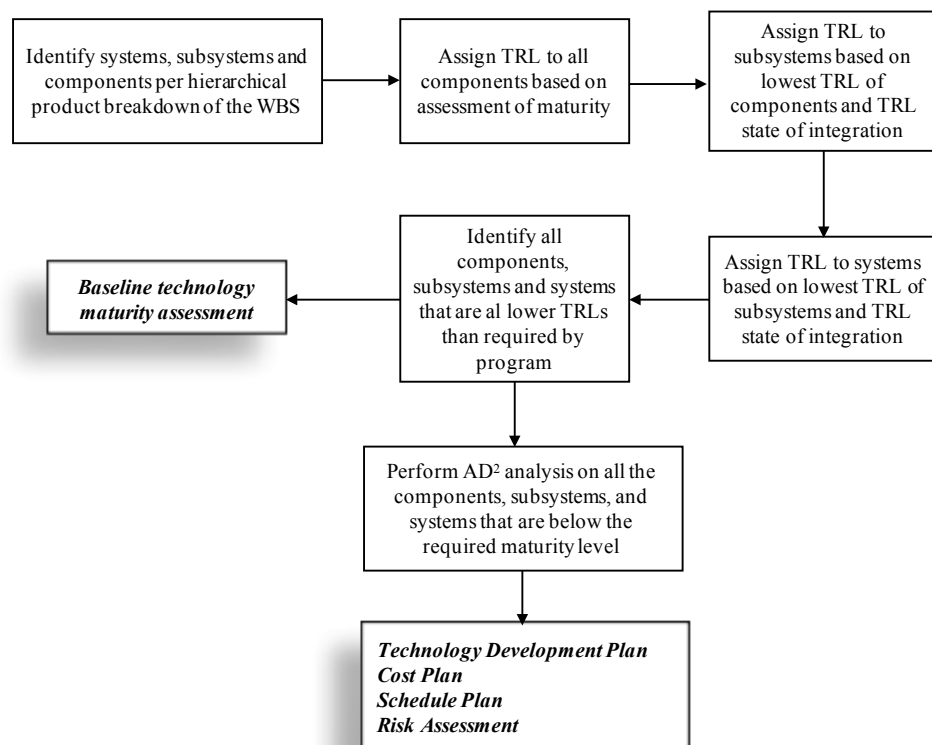 Identify systems, subsystems and
components per hierarchical
product breakdown of the WBS
Assign TRL to all
components based on
assessment of maturity
Assign TRL to
subsystems based on
lowest TRL of
components and TRL
state of integration
Assign TRL to systems
based on lowest TRL of
subsystems and TRL
state of integration
Identify all
components,
subsystems and systems
that are al lower TRLs
than required by
program
Baseline technology
maturity assessment
Perform AD² analysis on all the
components, subsystems, and
systems that are below the
required maturity level
Technology Development Plan
Cost Plan
Schedule Plan
Risk Assessment